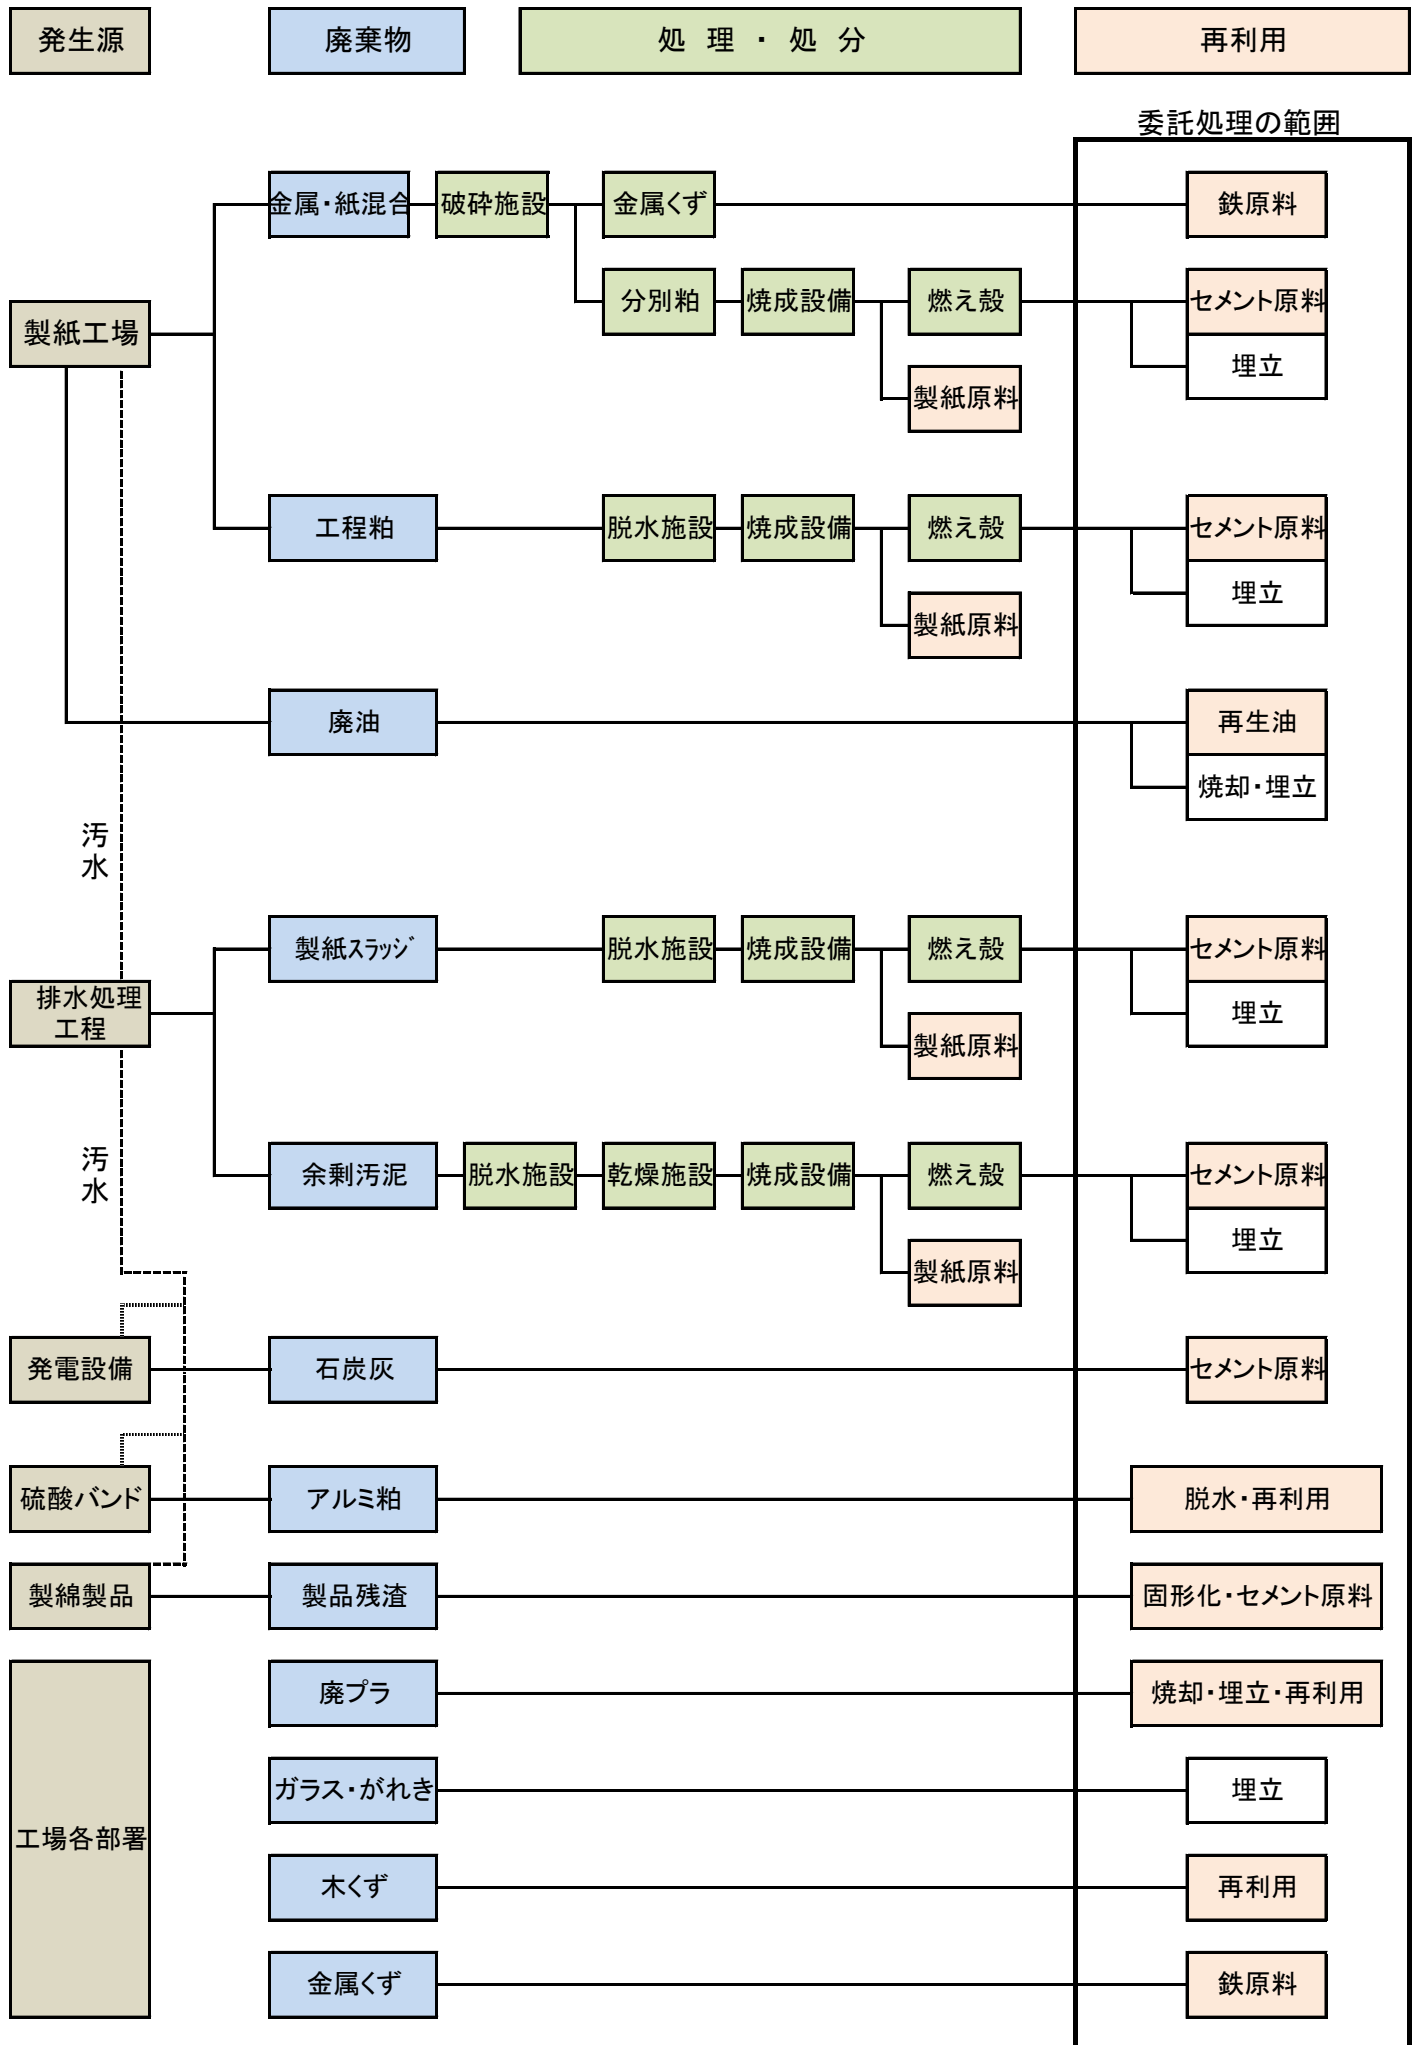 発生源
廃棄物
処 理 ・ 処 分
再利用
委託処理の範囲
金属・紙混合
破砕施設
金属くず
鉄原料
分別粕
焼成設備
燃え殻
セメント原料
製紙工場
埋立
製紙原料
工程粕
脱水施設
焼成設備
燃え殻
セメント原料
埋立
製紙原料
廃油
再生油
焼却・埋立
汚
水
製紙スラッジ
脱水施設
焼成設備
燃え殻
セメント原料
排水処理
工程
埋立
製紙原料
汚
水
余剰汚泥
脱水施設
乾燥施設
焼成設備
燃え殻
セメント原料
埋立
製紙原料
発電設備
石炭灰
セメント原料
硫酸バンド
アルミ粕
脱水・再利用
製綿製品
製品残渣
固形化・セメント原料
廃プラ
焼却・埋立・再利用
ガラス・がれき
埋立
工場各部署
木くず
再利用
金属くず
鉄原料